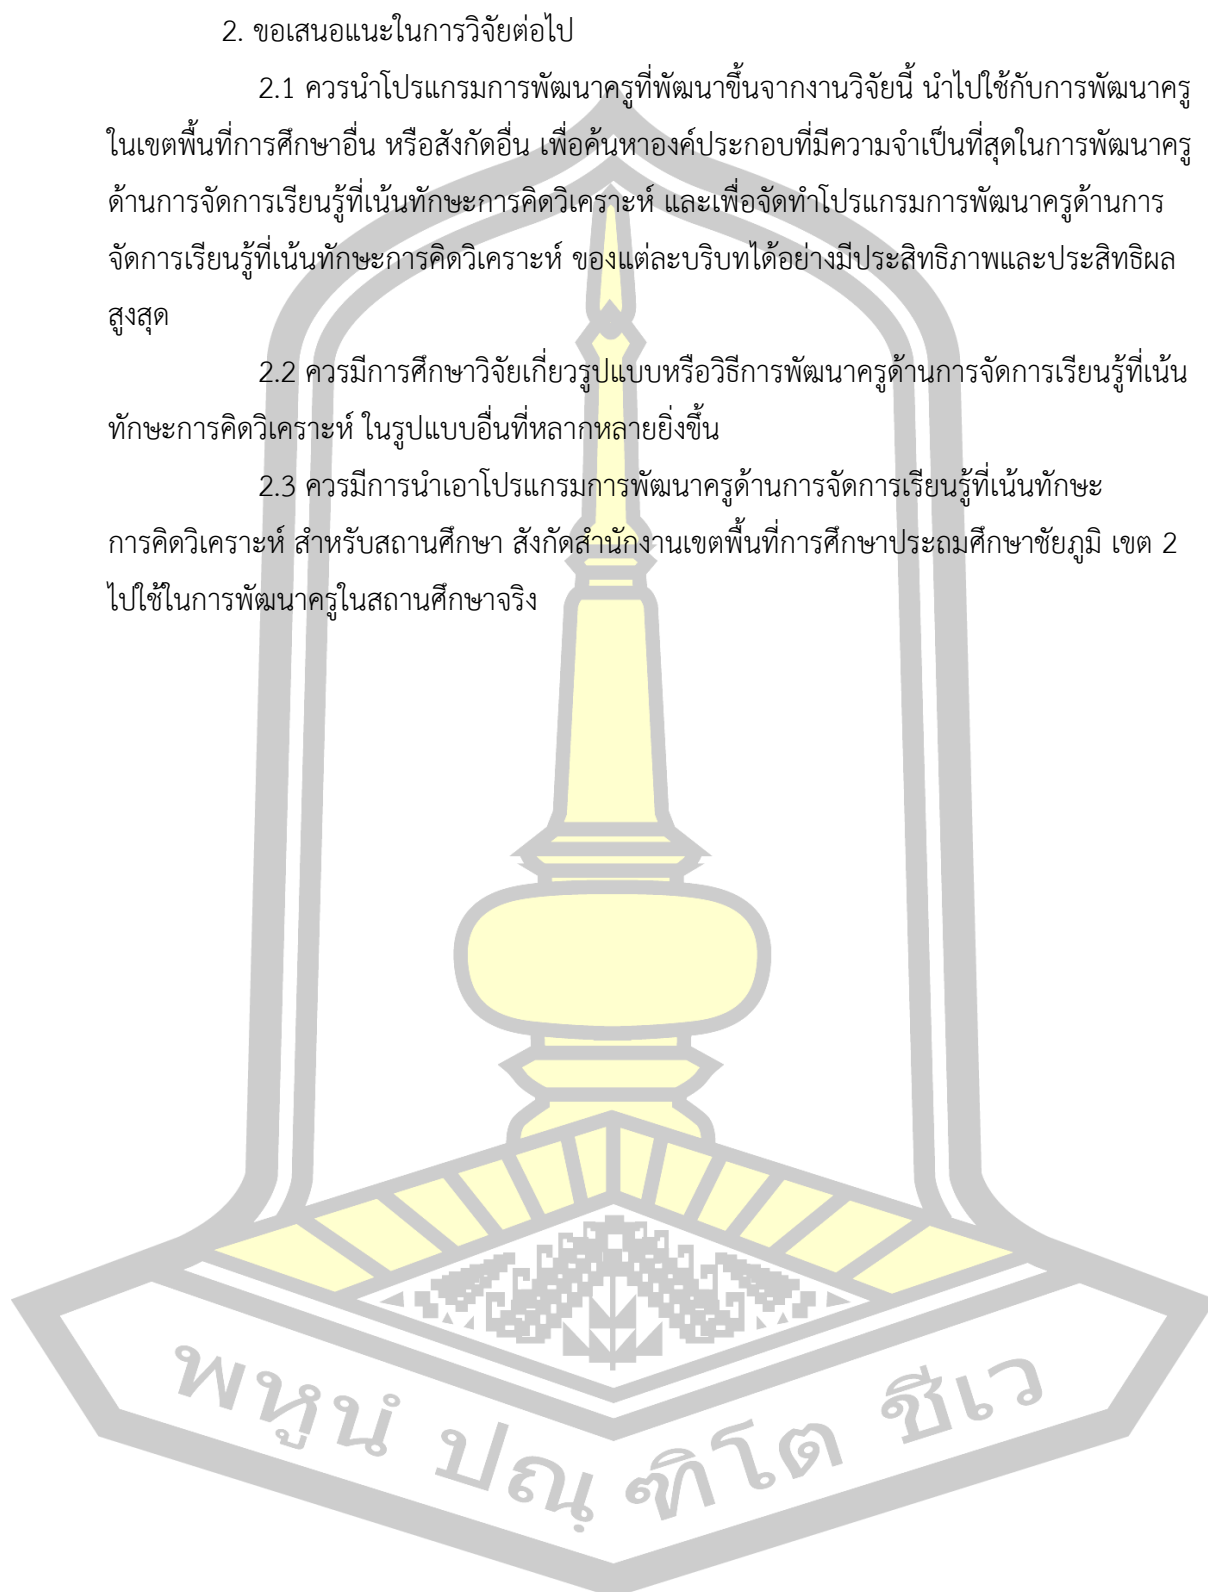 2. ขอเสนอแนะในการวิจัยต่อไป
2.1 ควรนำโปรแกรมการพัฒนาครูที่พัฒนาขึ้นจากงานวิจัยนี้ นำไปใช้กับการพัฒนาครู
ในเขตพื้นที่การศึกษาอื่น หรือสังกัดอื่น เพื่อค้นหาองค์ประกอบที่มีความจำเป็นที่สุดในการพัฒนาครู
ด้านการจัดการเรียนรู้ที่เน้นทักษะการคิดวิเคราะห์ และเพื่อจัดทำโปรแกรมการพัฒนาครูด้านการ
จัดการเรียนรู้ที่เน้นทักษะการคิดวิเคราะห์ ของแต่ละบริบทได้อย่างมีประสิทธิภาพและประสิทธิผล
สูงสุด
2.2 ควรมีการศึกษาวิจัยเกี่ยวรูปแบบหรือวิธีการพัฒนาครูด้านการจัดการเรียนรู้ที่เน้น
ทักษะการคิดวิเคราะห์ ในรูปแบบอื่นที่หลากหลายยิ่งขึ้น
2.3 ควรมีการนำเอาโปรแกรมการพัฒนาครูด้านการจัดการเรียนรู้ที่เน้นทักษะ
การคิดวิเคราะห์ สำหรับสถานศึกษา สังกัดสำนักงานเขตพื้นที่การศึกษาประถมศึกษาชัยภูมิ เขต 2
ไปใช้ในการพัฒนาครูในสถานศึกษาจริง
พหูนํ ปณฺฑิโต ชีเว